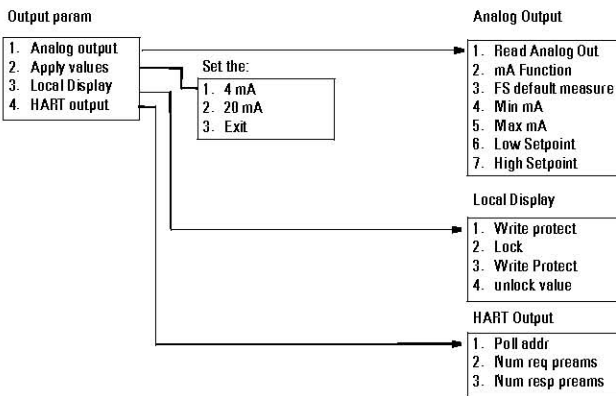 Output param
1. Analog output
2. Apply values
3. Local Display
4. HART output
Set the:
1. 4 mA
2. 20 mA
3. Exit
Analog Output
1. Read Analog Out
2. mA Function
3. FS default measure
4. Min mA
5. Max mA
6. Low Setpoint
7. High Setpoint
Local Display
1. Write protect
2. Lock
3. Write Protect
4. unlock value
HART Output
1. Poll addr
2. Num req preams
3. Num resp preams